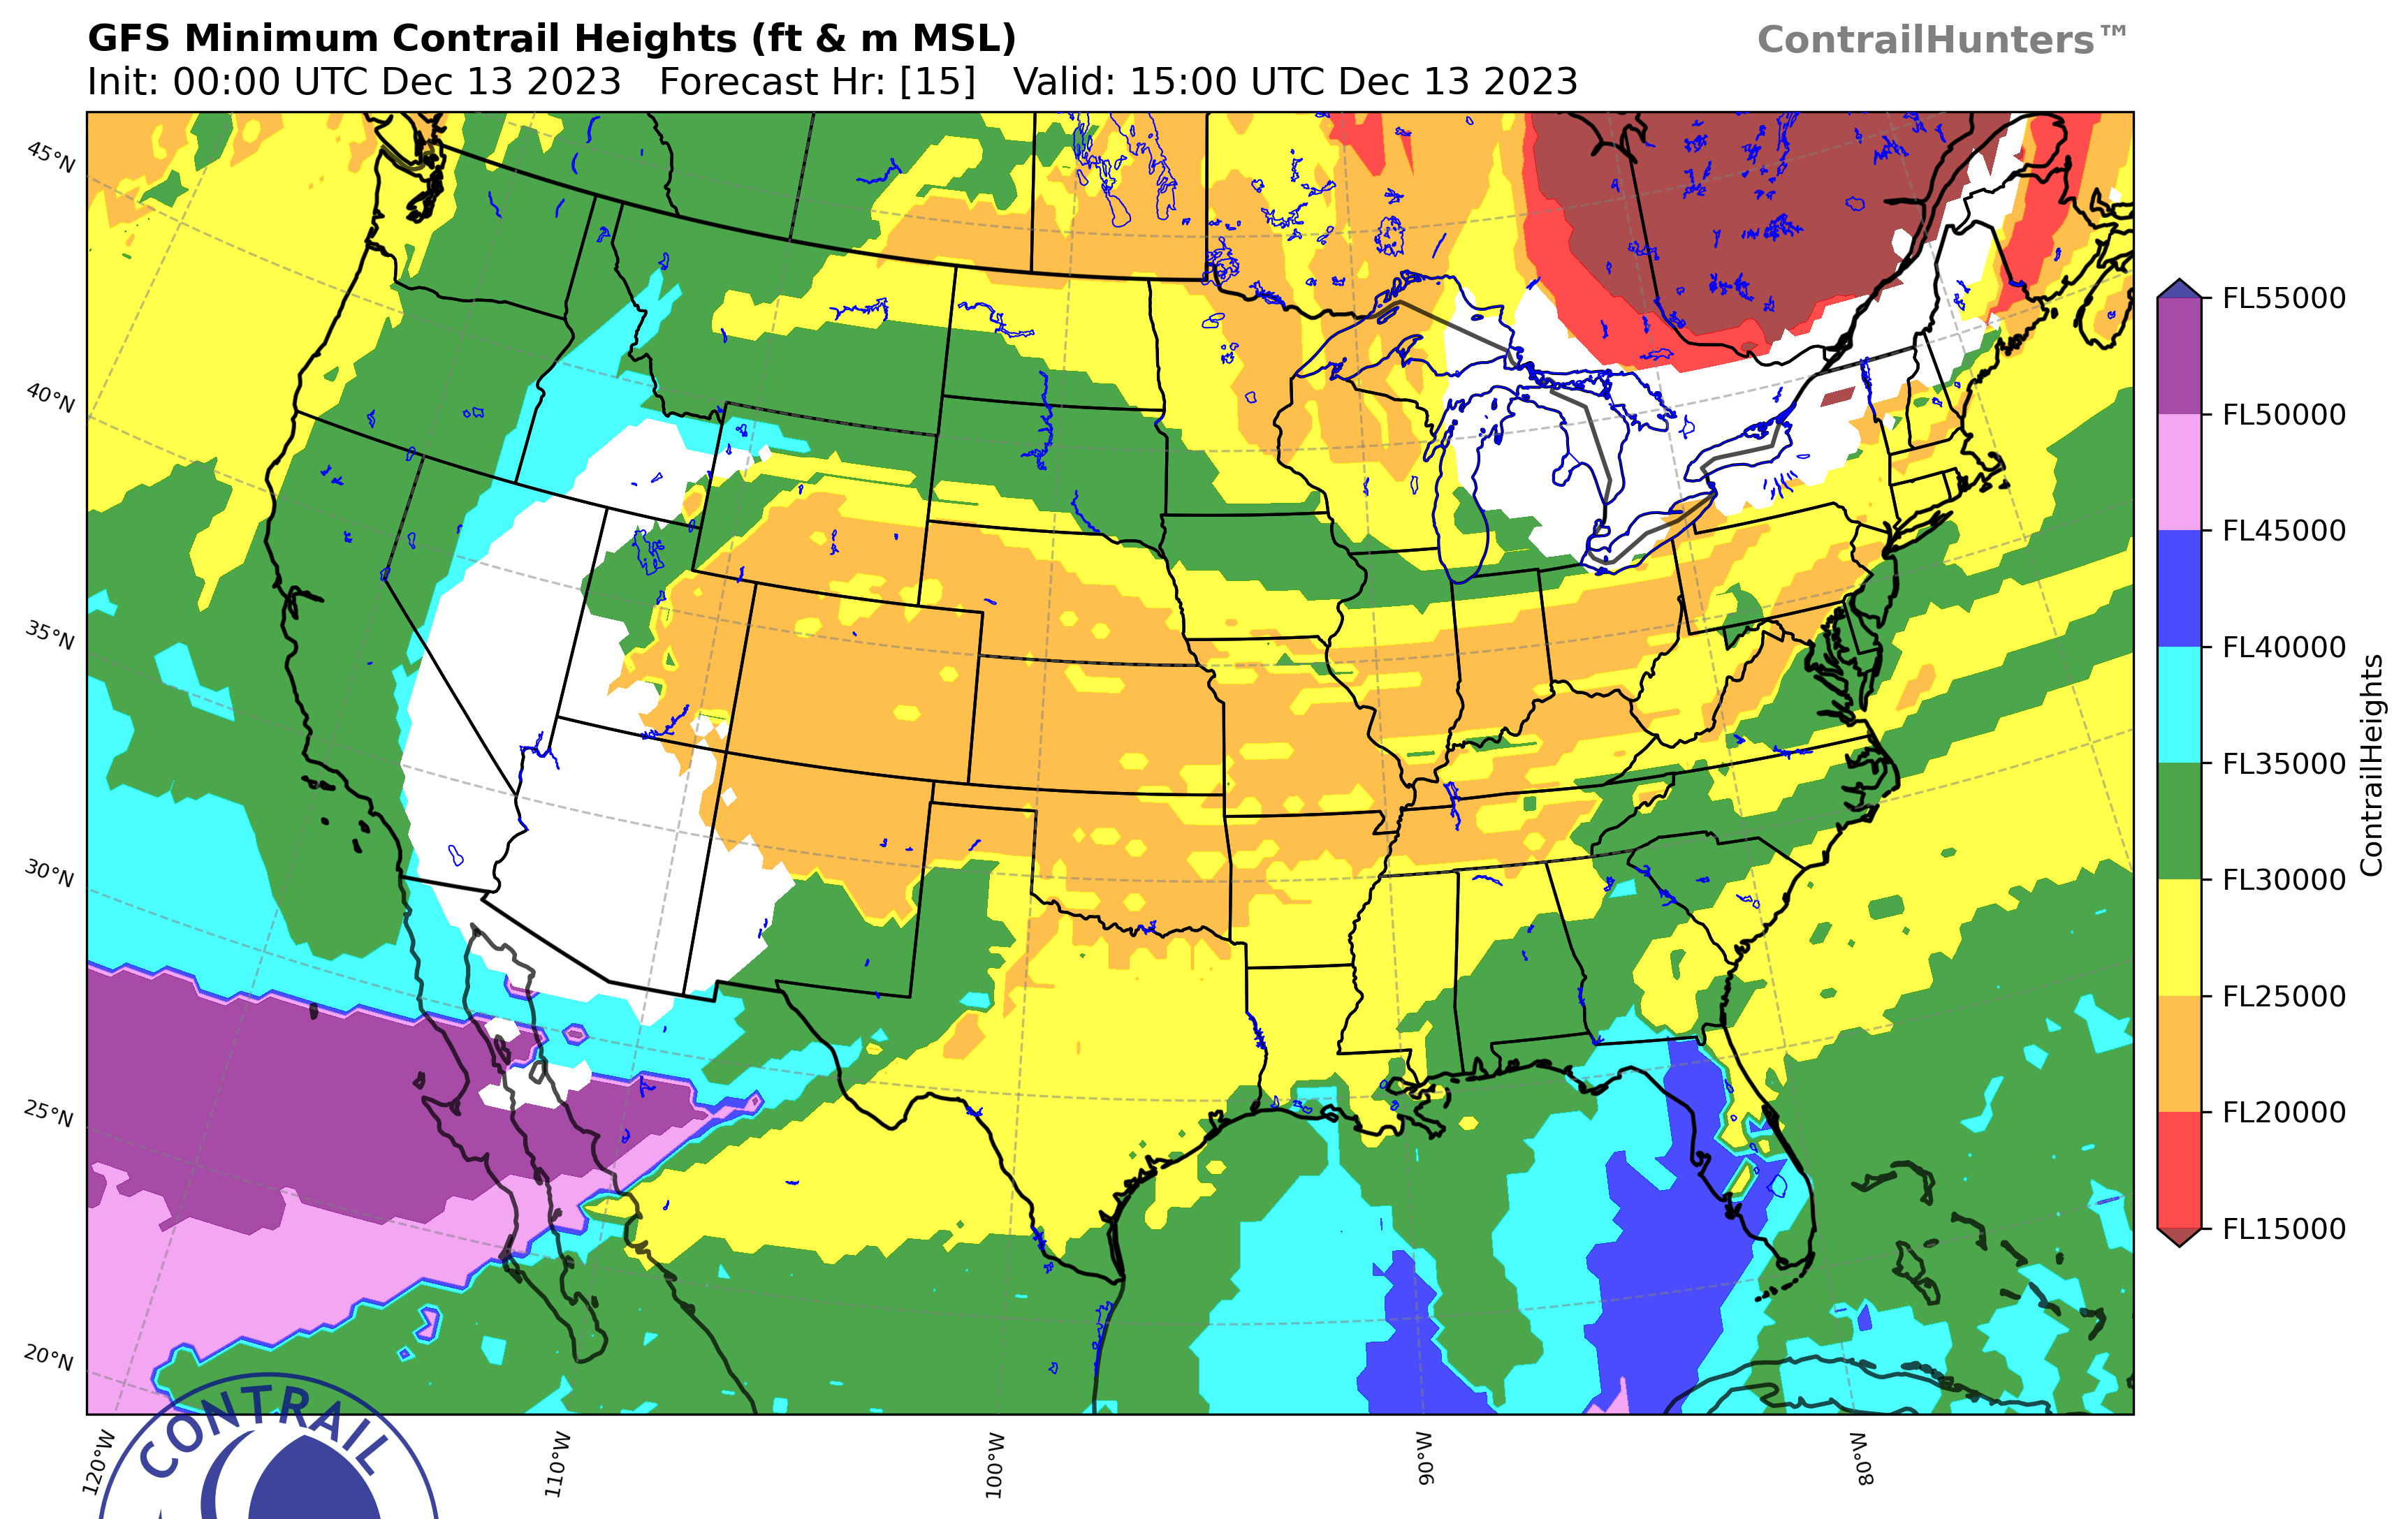 GFS Minimum Contrail Heights (ft & m MSL)
ContrailHunters™
Init: 00:00 UTC Dec 13 2023 Forecast Hr: [15] Valid: 15:00 UTC Dec 13 2023
45°N
40°N
35°N
30°N
25°N
20°N
120°W
110°W
100°W
90°W
80°W
FL55000
FL50000
FL45000
FL40000
FL35000
FL30000
FL25000
FL20000
FL15000
ContrailHeights
CONTRAIL